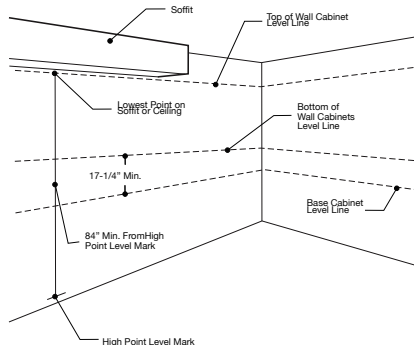 Soffit
Top of Wall Cabinet
Level Line
Lowest Point on
Soffit or Ceiling
Bottom of
Wall Cabinets
Level Line
17-1/4” Min.
Base Cabinet
Level Line
84” Min. FromHigh
Point Level Mark
High Point Level Mark